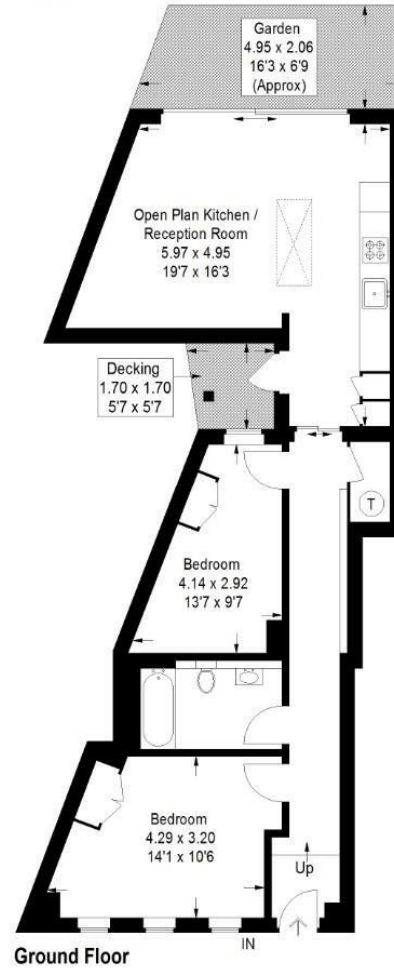 Garden
4.95 x 2.06
16'3 x 6'9
(Approx)
Open Plan Kitchen /
Reception Room
5.97 x 4.95
19'7 x 16'3
Decking
1.70 x 1.70
5'7 x 5'7
T
Bedroom
4.14 x 2.92
13'7 x 9'7
Bedroom
4.29 x 3.20
14'1 x 10'6
Up
IN
Ground Floor